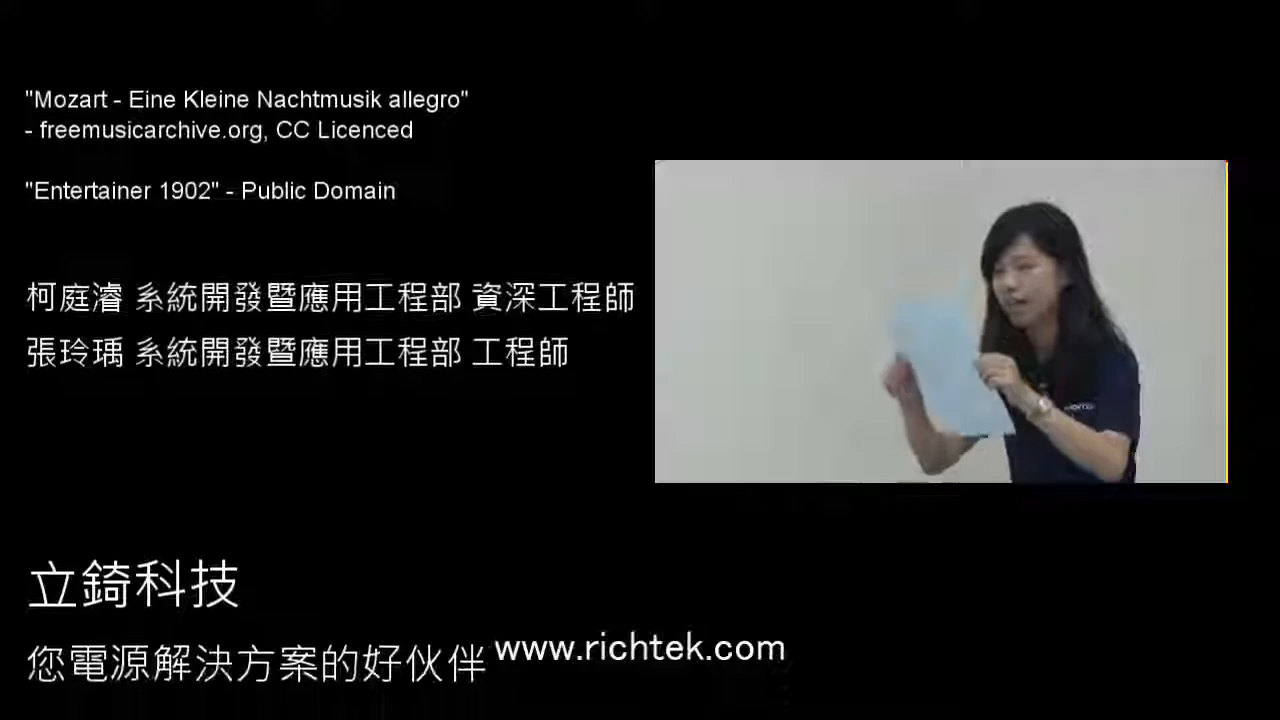 "Mozart - Eine Kleine Nachtmusik allegro"
- freemusicarchive.org, CC Licenced
"Entertainer 1902" - Public Domain
柯庭濬 系統開發暨應用工程部 資深工程師
張玲瑀 系統開發暨應用工程部 工程師
立錡科技
您電源解決方案的好伙伴 www.richtek.com